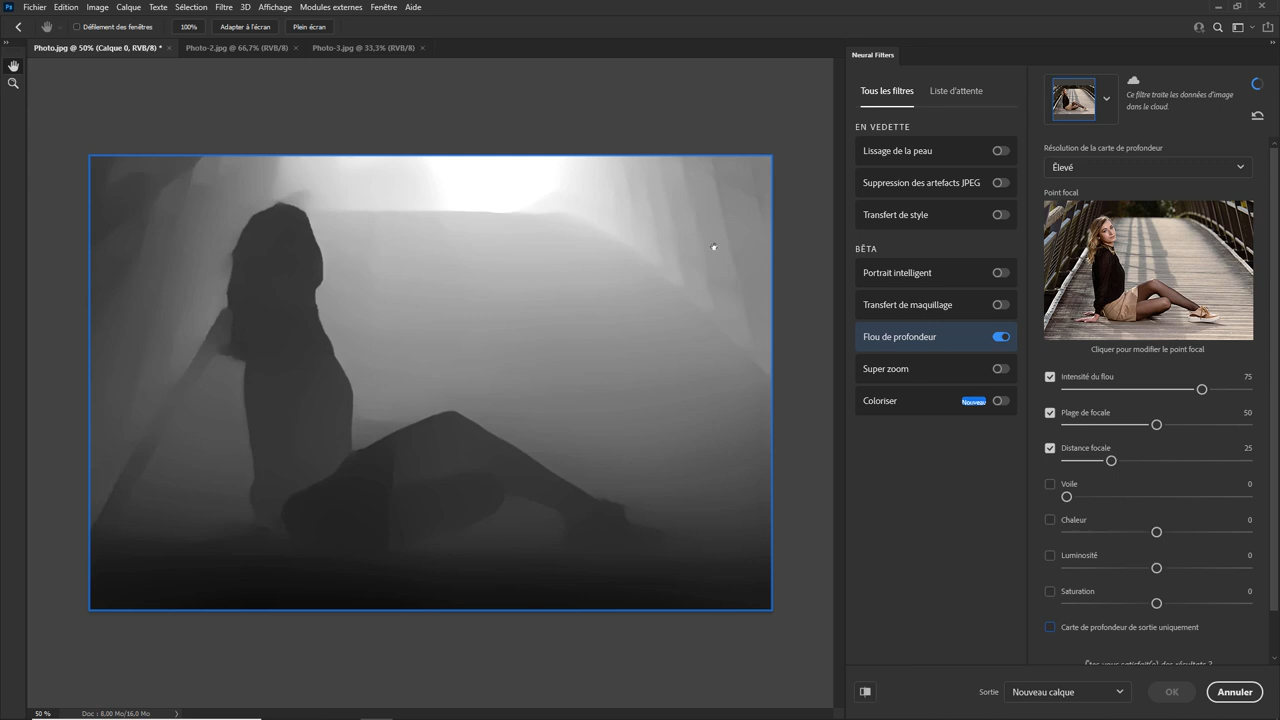 Ps Fichier Edition Image Calque Texte Sélection Filtre 3D Affichage Modules externes Fenêtre Aide
Défilement des fenêtres 100% Adapter à l'écran Plein écran
Photo.jpg @ 50% (Calque 0, RVB/8) * × Photo-2.jpg @ 66,7% (RVB/8) × Photo-3.jpg @ 33,3% (RVB/8) ×
Neural Filters
Tous les filtres Liste d'attente
EN VEDETTE
Lissage de la peau
Suppression des artefacts JPEG
Transfert de style
BÊTA
Portrait intelligent
Transfert de maquillage
Flou de profondeur
Super zoom
Coloriser Nouveau
Ce filtre traite les données d'image
dans le cloud.
Résolution de la carte de profondeur
Élevé
Point focal
Cliquer pour modifier le point focal
Intensité du flou 75
Plage de focale 50
Distance focale 25
Voile 0
Chaleur 0
Luminosité 0
Saturation 0
Carte de profondeur de sortie uniquement
Êtes-vous satisfait(e) des résultats ?
Sortie Nouveau calque OK Annuler
50 % Doc : 8,00 Mo/16,0 Mo